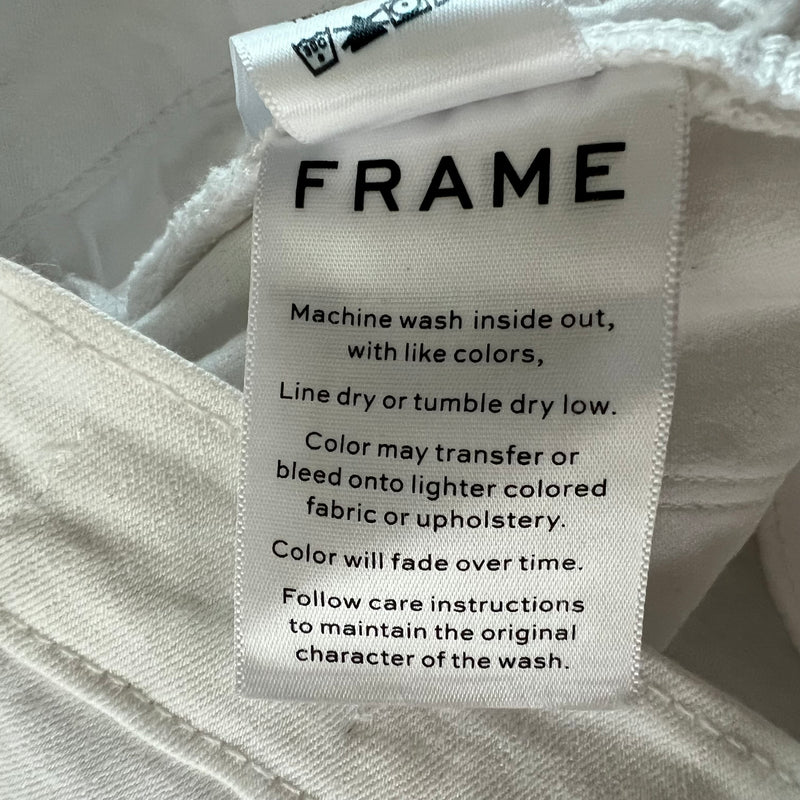 FRAME
Machine wash inside out,
with like colors,
Line dry or tumble dry low.
Color may transfer or
bleed onto lighter colored
fabric or upholstery.
Color will fade over time.
Follow care instructions
to maintain the original
character of the wash.